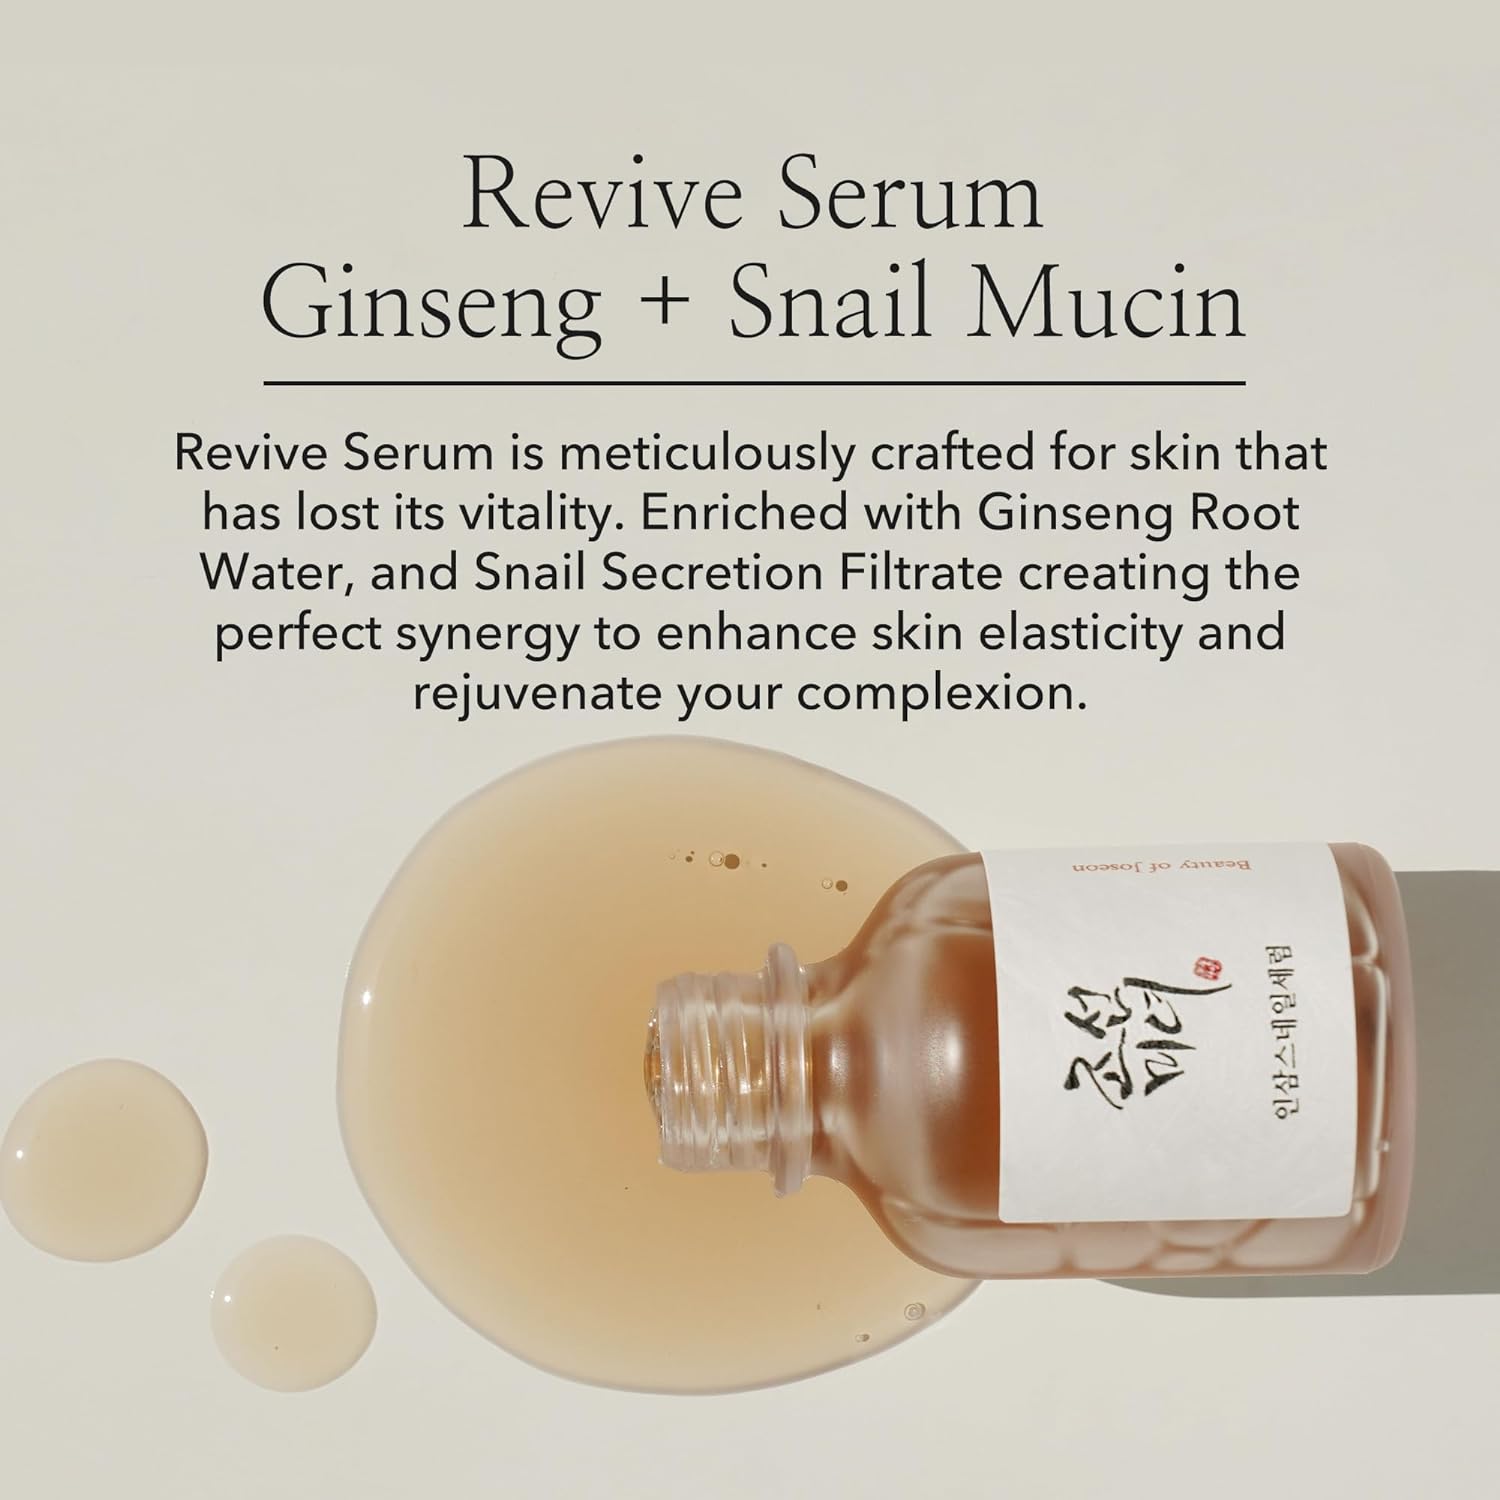 Revive Serum
Ginseng + Snail Mucin
Revive Serum is meticulously crafted for skin that
has lost its vitality. Enriched with Ginseng Root
Water, and Snail Secretion Filtrate creating the
perfect synergy to enhance skin elasticity and
rejuvenate your complexion.
Beauty of Joseon
조선
미녀
인삼스네일세럼